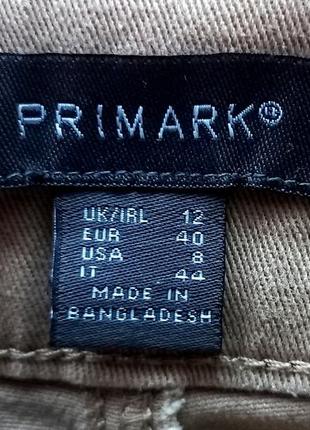 PRIMARK®
UK/IRL 12
EUR 40
USA 8
IT 44
MADE IN
BANGLADESH